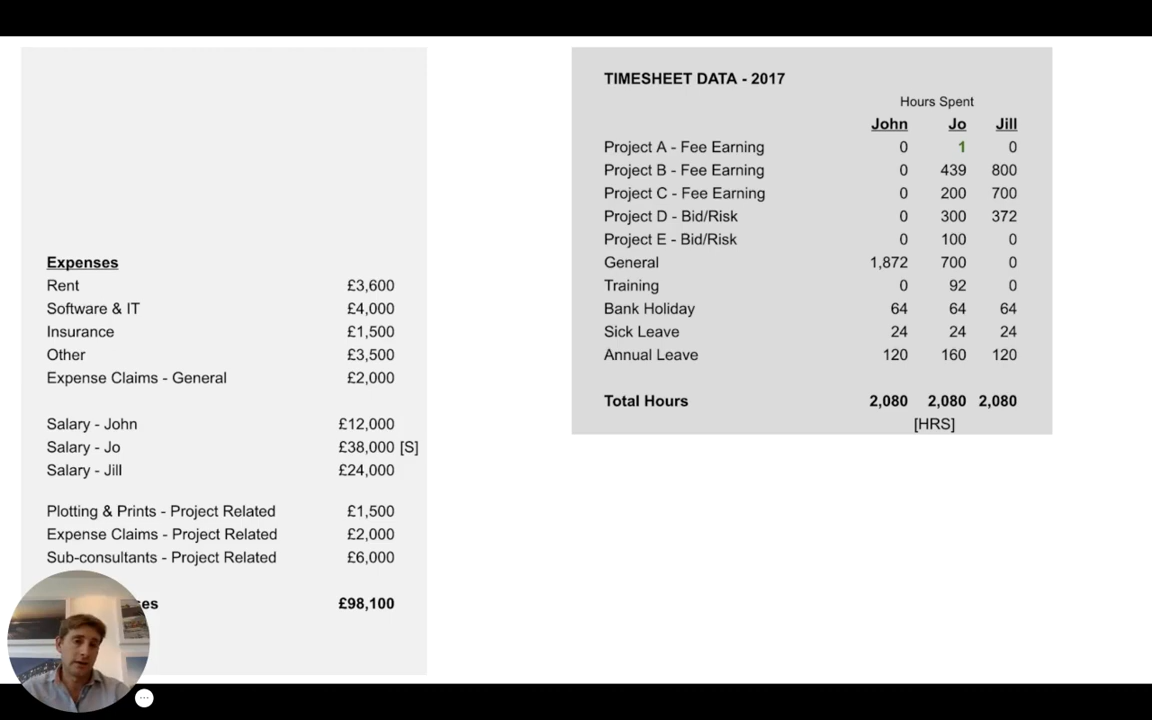 Expenses
Rent £3,600
Software & IT £4,000
Insurance £1,500
Other £3,500
Expense Claims - General £2,000
Salary - John £12,000
Salary - Jo £38,000 [S]
Salary - Jill £24,000
Plotting & Prints - Project Related £1,500
Expense Claims - Project Related £2,000
Sub-consultants - Project Related £6,000
£98,100
TIMESHEET DATA - 2017
Hours Spent
John Jo Jill
Project A - Fee Earning 0 1 0
Project B - Fee Earning 0 439 800
Project C - Fee Earning 0 200 700
Project D - Bid/Risk 0 300 372
Project E - Bid/Risk 0 100 0
General 1,872 700 0
Training 0 92 0
Bank Holiday 64 64 64
Sick Leave 24 24 24
Annual Leave 120 160 120
Total Hours 2,080 2,080 2,080
[HRS]